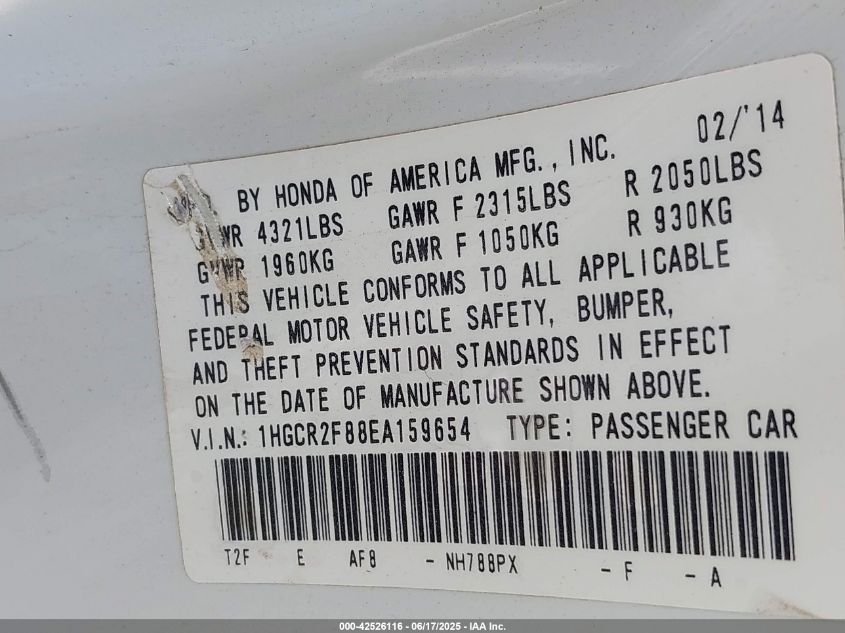 02/'14
BY HONDA OF AMERICA MFG., INC.
GVWR 4321LBS GAWR F 2315LBS R 2050LBS
GVWR 1960KG GAWR F 1050KG R 930KG
THIS VEHICLE CONFORMS TO ALL APPLICABLE
FEDERAL MOTOR VEHICLE SAFETY, BUMPER,
AND THEFT PREVENTION STANDARDS IN EFFECT
ON THE DATE OF MANUFACTURE SHOWN ABOVE.
V.I.N.: 1HGCR2F88EA159654 TYPE: PASSENGER CAR
T2F E AF8 - NH788PX - F - A
000-42526116 - 06/17/2025 - IAA Inc.